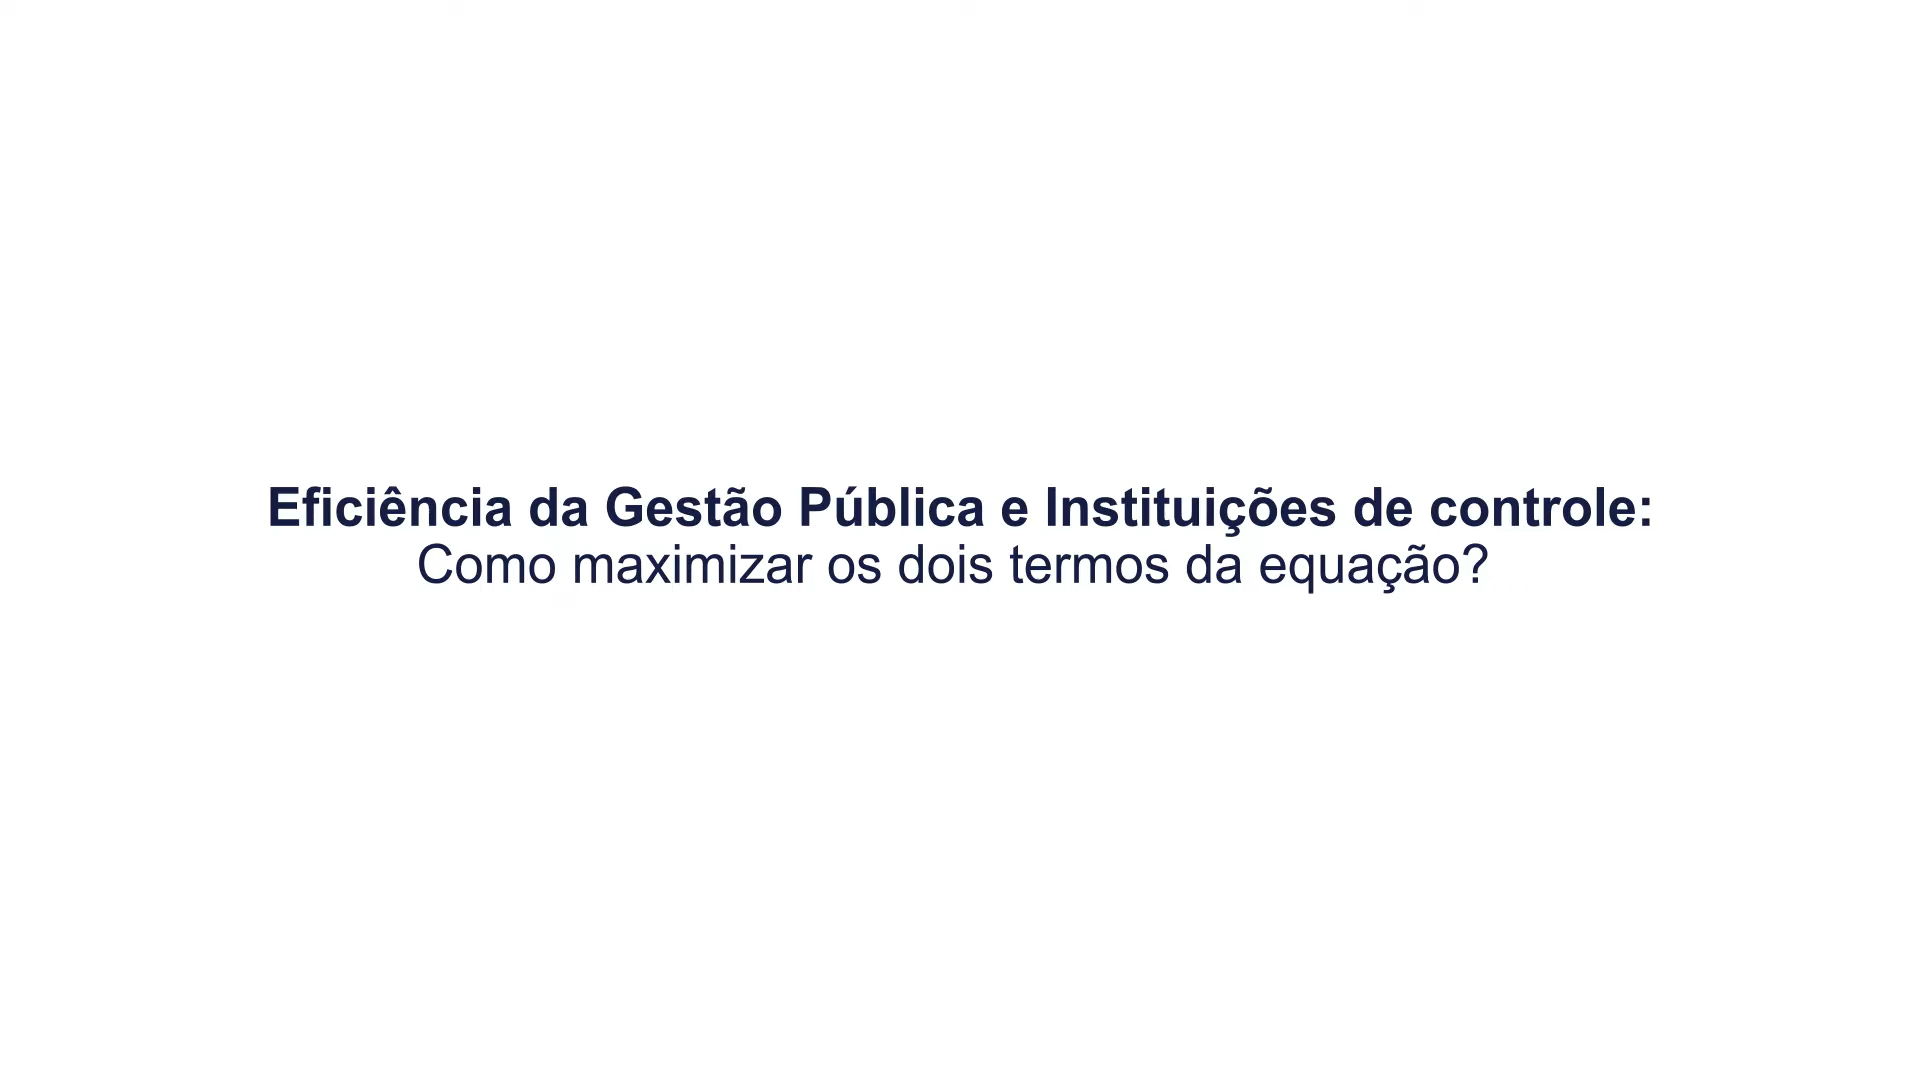 Eficiência da Gestão Pública e Instituições de controle:
Como maximizar os dois termos da equação?